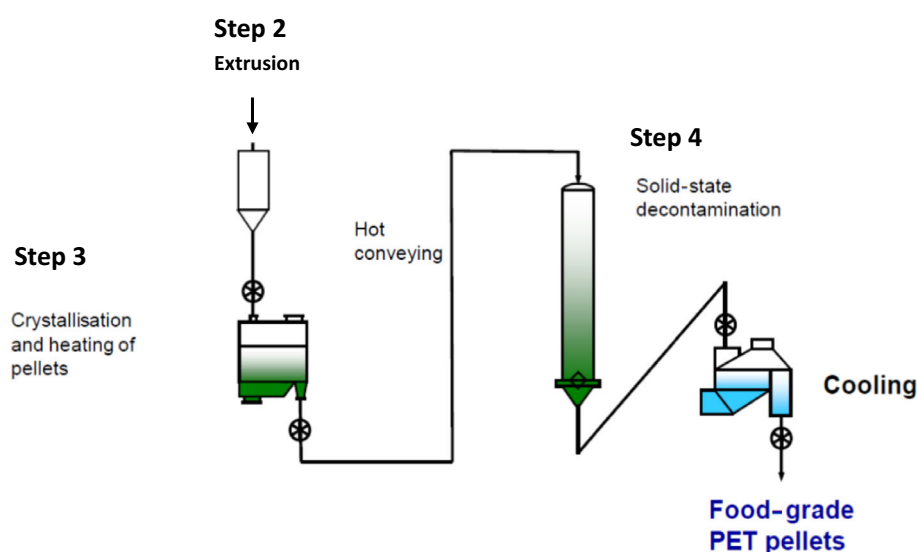 Step 2
Extrusion
Step 4
Solid-state
decontamination
Hot
conveying
Step 3
Crystallisation
and heating of
pellets
Cooling
Food-grade
PET pellets